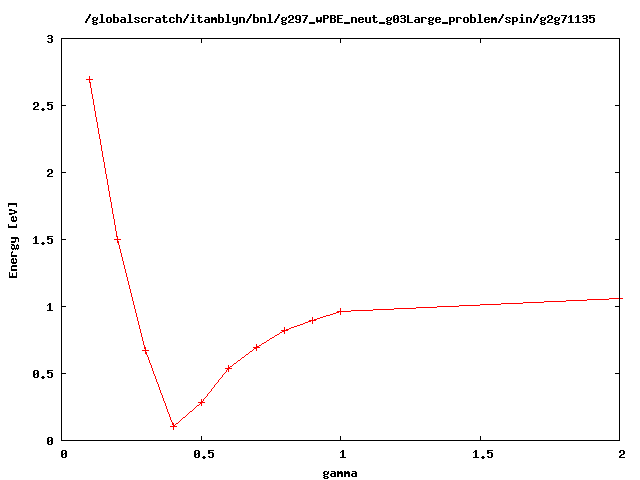 /globalscratch/itamblyn/bnl/g297_wPBE_neut_g03Large_problem/spin/g2g71135
3
2.5
2
1.5
1
0.5
0
Energy [eV]
0 0.5 1 1.5 2
gamma